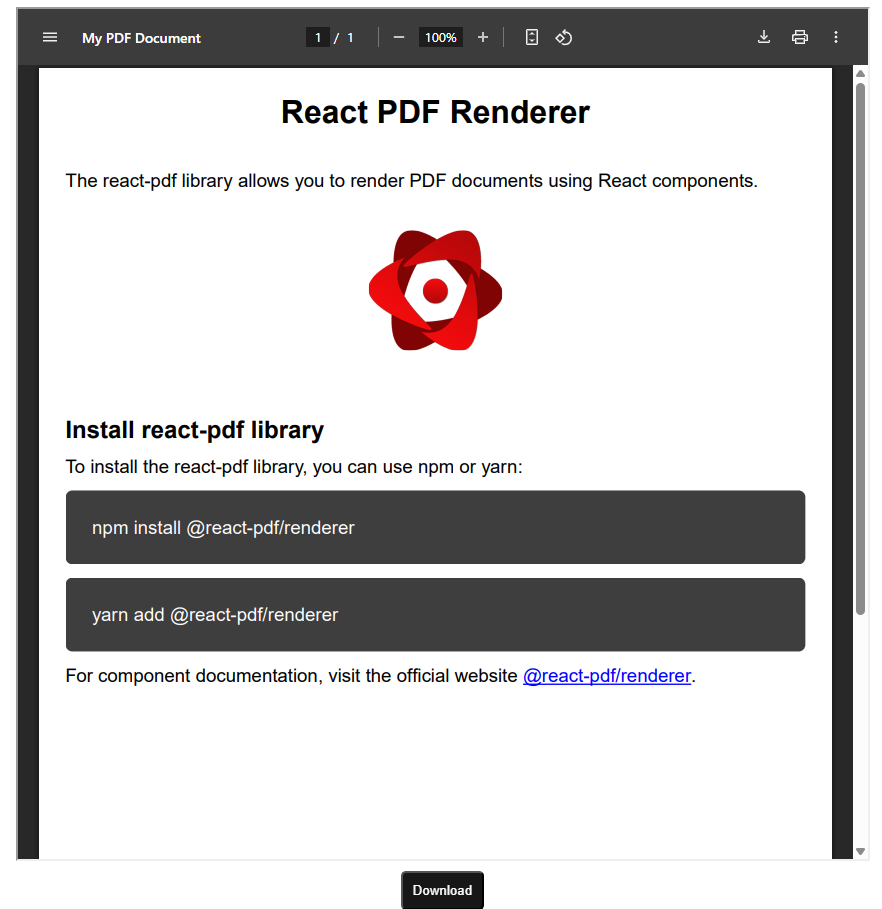 My PDF Document 1 / 1 100%
React PDF Renderer
The react-pdf library allows you to render PDF documents using React components.
Install react-pdf library
To install the react-pdf library, you can use npm or yarn:
npm install @react-pdf/renderer
yarn add @react-pdf/renderer
For component documentation, visit the official website @react-pdf/renderer.
Download